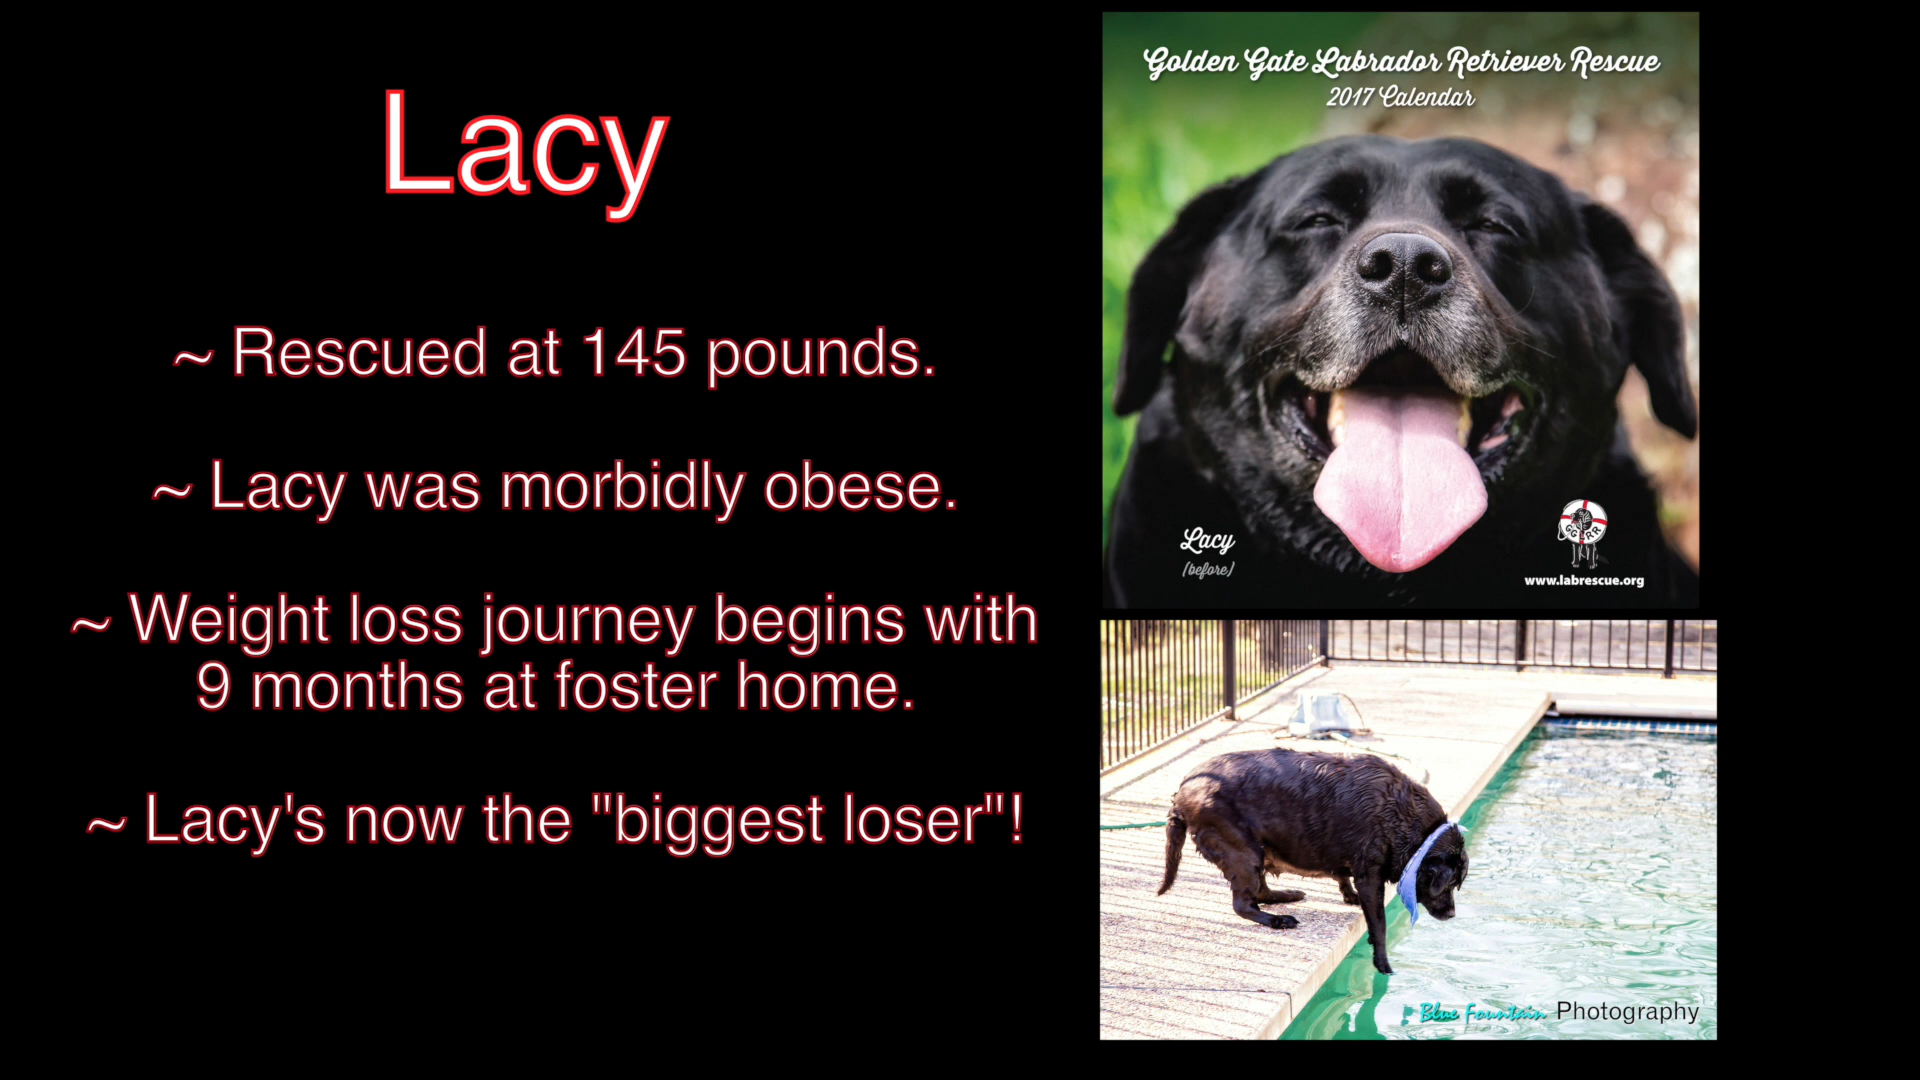 Lacy
~ Rescued at 145 pounds.
~ Lacy was morbidly obese.
~ Weight loss journey begins with
9 months at foster home.
~ Lacy's now the "biggest loser"!
Golden Gate Labrador Retriever Rescue
2017 Calendar
Lacy
(before)
GGLRR
www.labrescue.org
Blue Fountain Photography